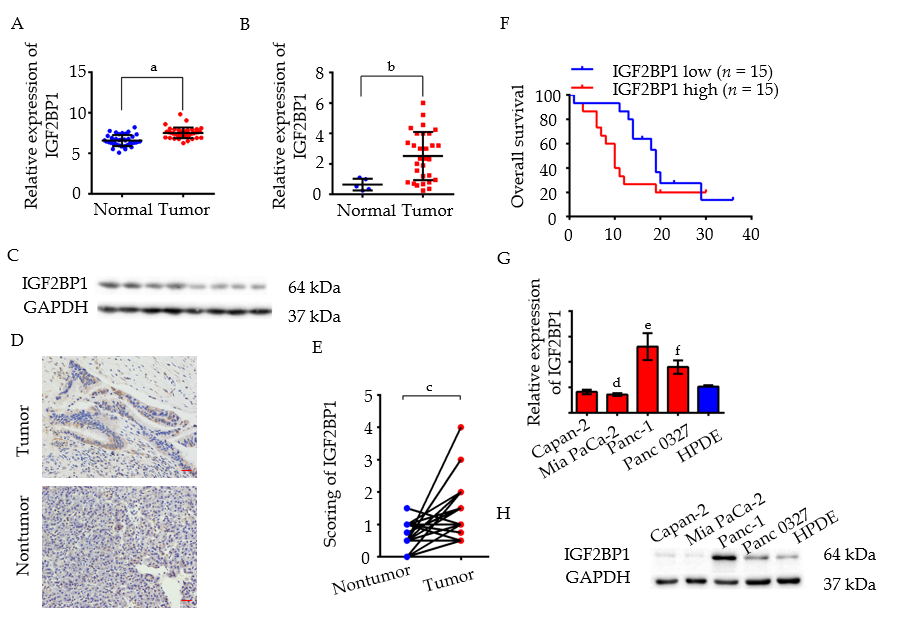 A
Relative expression of
IGF2BP1
15
10
5
0
a
Normal Tumor
B
Relative expression of
IGF2BP1
8
6
4
2
0
b
Normal Tumor
C
IGF2BP1
64 kDa
GAPDH
37 kDa
D
Tumor
Nontumor
E
Scoring of IGF2BP1
5
4
3
2
1
0
c
Nontumor
Tumor
F
IGF2BP1 low (n = 15)
IGF2BP1 high (n = 15)
Overall survival
100
80
60
40
20
0
0
10
20
30
40
G
Relative expression
of IGF2BP1
d
e
f
Capan-2
Mia PaCa-2
Panc-1
Panc 0327
HPDE
H
Capan-2
Mia PaCa-2
Panc-1
Panc 0327
HPDE
IGF2BP1
64 kDa
GAPDH
37 kDa